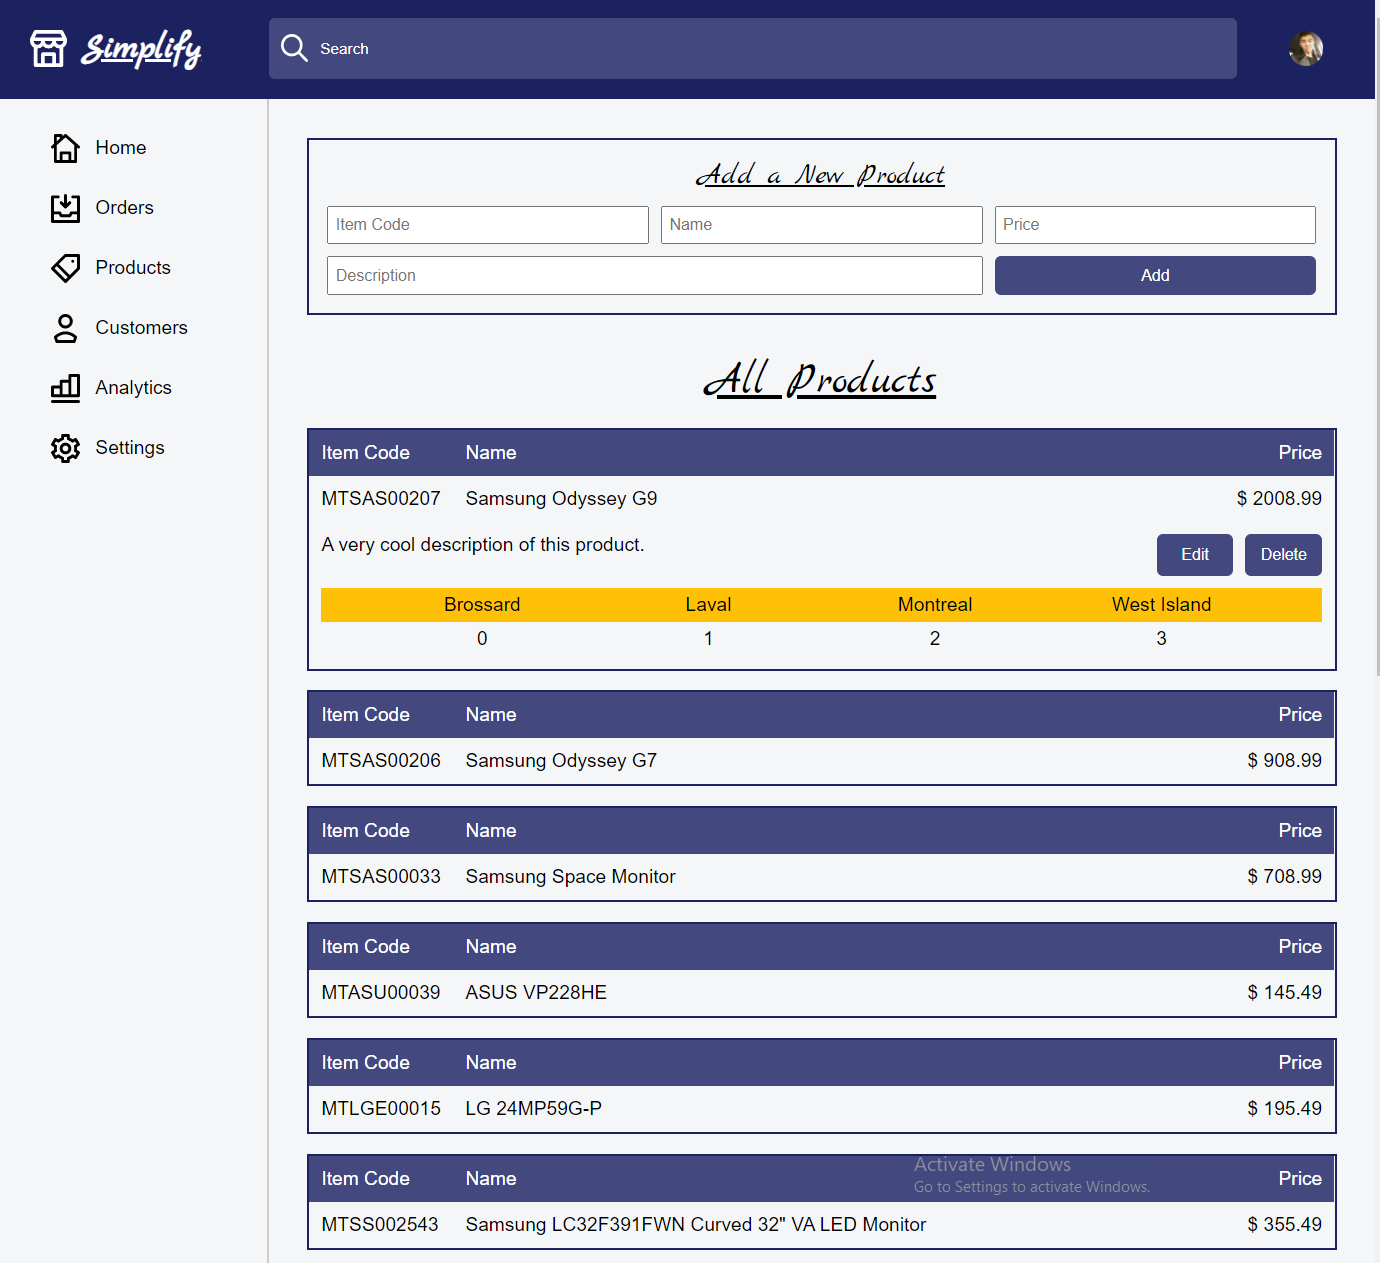 Simplify
Search
Home
Orders
Products
Customers
Analytics
Settings
Add a New Product
Item Code Name Price
Description Add
All Products
Item Code Name Price
MTSAS00207 Samsung Odyssey G9 $ 2008.99
A very cool description of this product. Edit Delete
Brossard Laval Montreal West Island
0 1 2 3
Item Code Name Price
MTSAS00206 Samsung Odyssey G7 $ 908.99
Item Code Name Price
MTSAS00033 Samsung Space Monitor $ 708.99
Item Code Name Price
MTASU00039 ASUS VP228HE $ 145.49
Item Code Name Price
MTLGE00015 LG 24MP59G-P $ 195.49
Item Code Name Price
MTSS002543 Samsung LC32F391FWN Curved 32" VA LED Monitor $ 355.49
Activate Windows
Go to Settings to activate Windows.